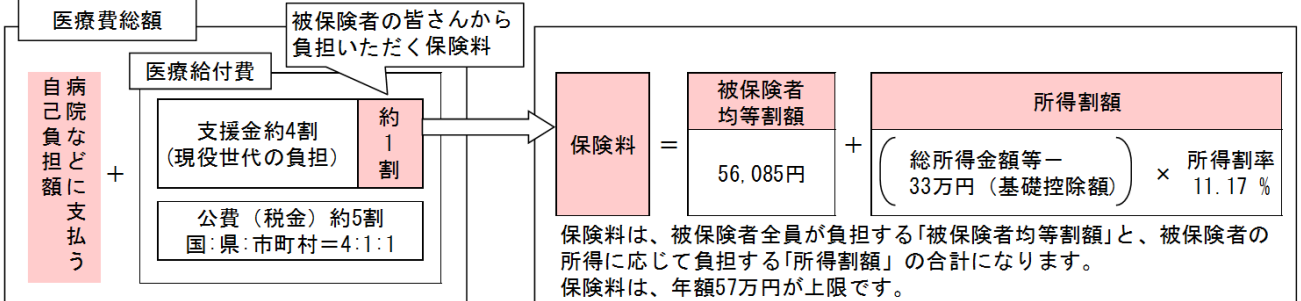 医療費総額
被保険者の皆さんから
負担いただく保険料
病院などに支払う
自己負担額
+
医療給付費
支援金約4割
(現役世代の負担)
約1割
公費（税金）約5割
国:県:市町村＝4:1:1
保険料
＝
被保険者
均等割額
56,085円
+
所得割額
総所得金額等－
33万円（基礎控除額）
×
所得割率
11.17 %
保険料は、被保険者全員が負担する｢被保険者均等割額｣と、被保険者の
所得に応じて負担する｢所得割額」の合計になります。
保険料は、年額57万円が上限です。